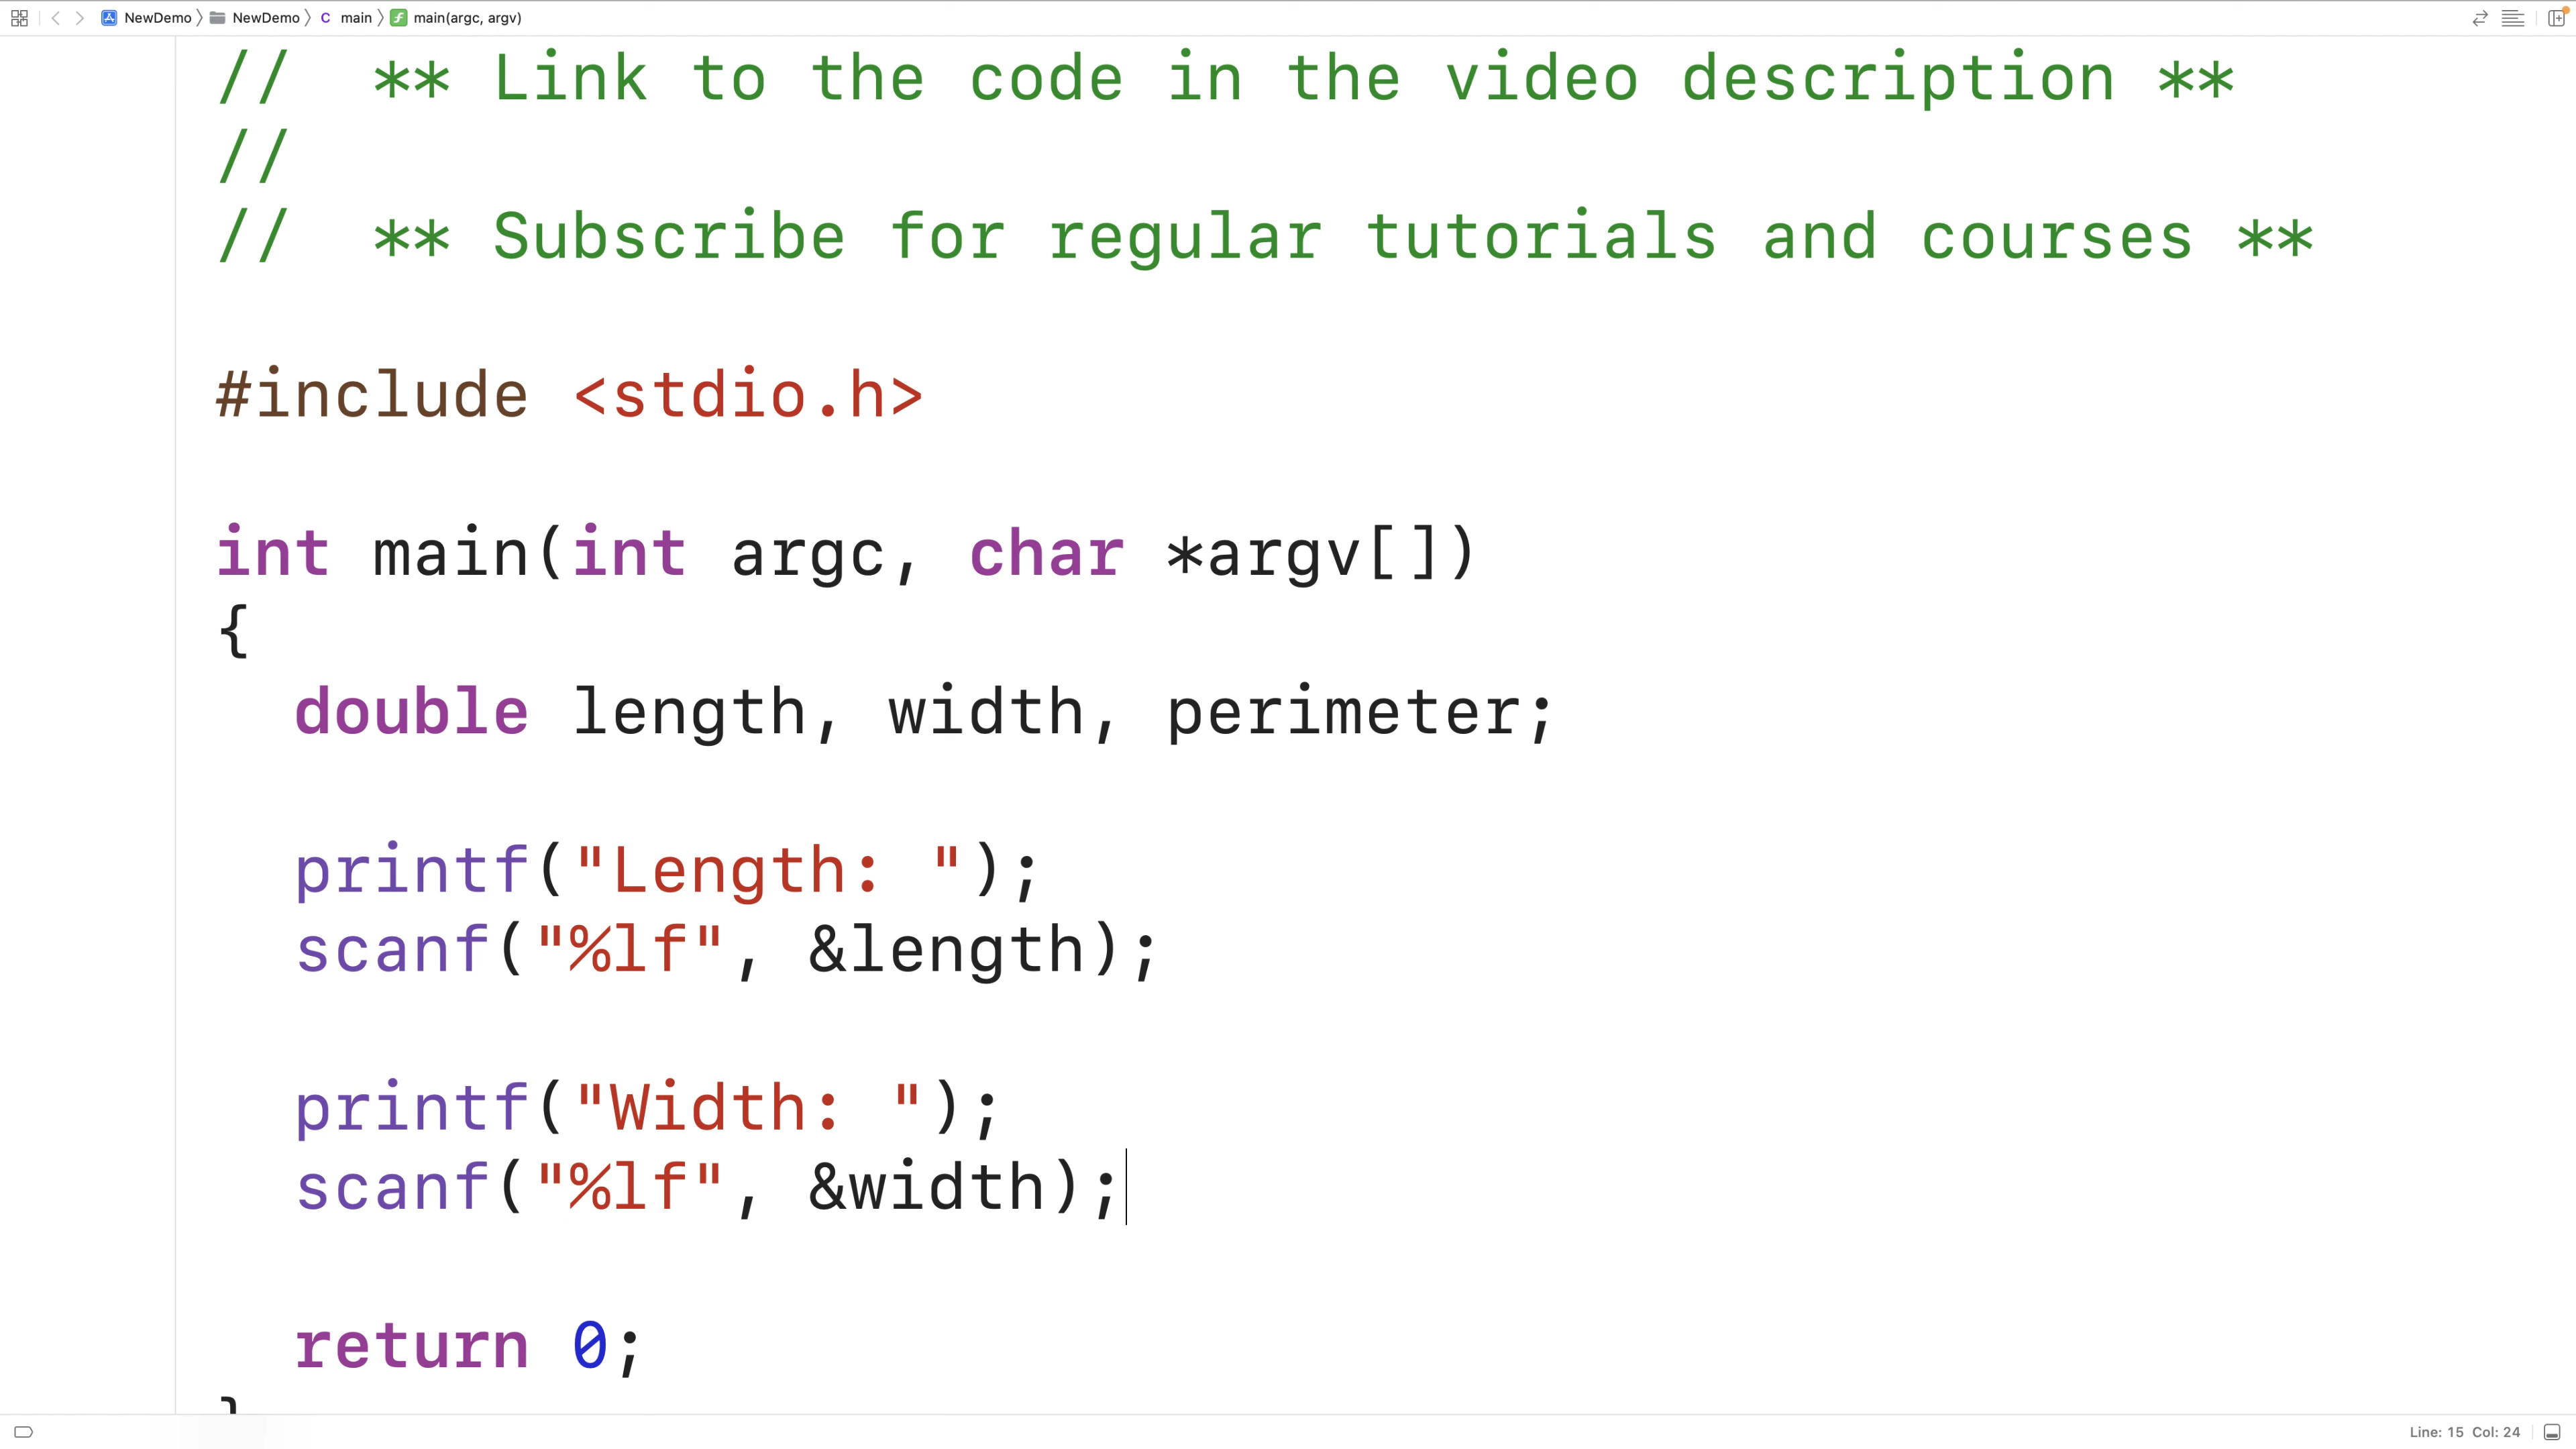 NewDemo NewDemo C main f main(argc, argv)
//  ** Link to the code in the video description **
//
//  ** Subscribe for regular tutorials and courses **
#include <stdio.h>
int main(int argc, char *argv[])
{
  double length, width, perimeter;
  printf("Length: ");
  scanf("%lf", &length);
  printf("Width: ");
  scanf("%lf", &width);
  return 0;
}
Line: 15 Col: 24